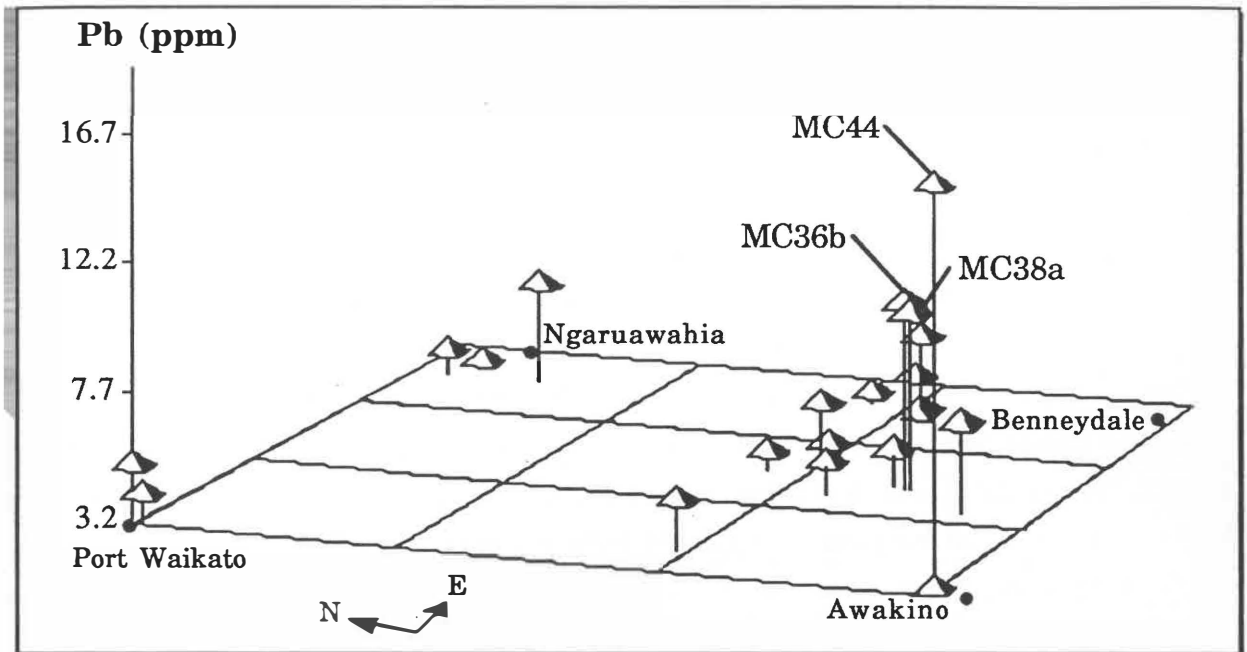 Pb (ppm)
16.7
MC44
MC36b
12.2
MC38a
Ngaruawahia
7.7
Benneydale
3.2
Port Waikato
E
N
Awakino